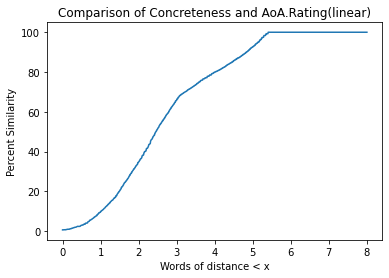 Comparison of Concreteness and AoA.Rating(linear)
100
80
60
40
20
0
Percent Similarity
0 1 2 3 4 5 6 7 8
Words of distance < x